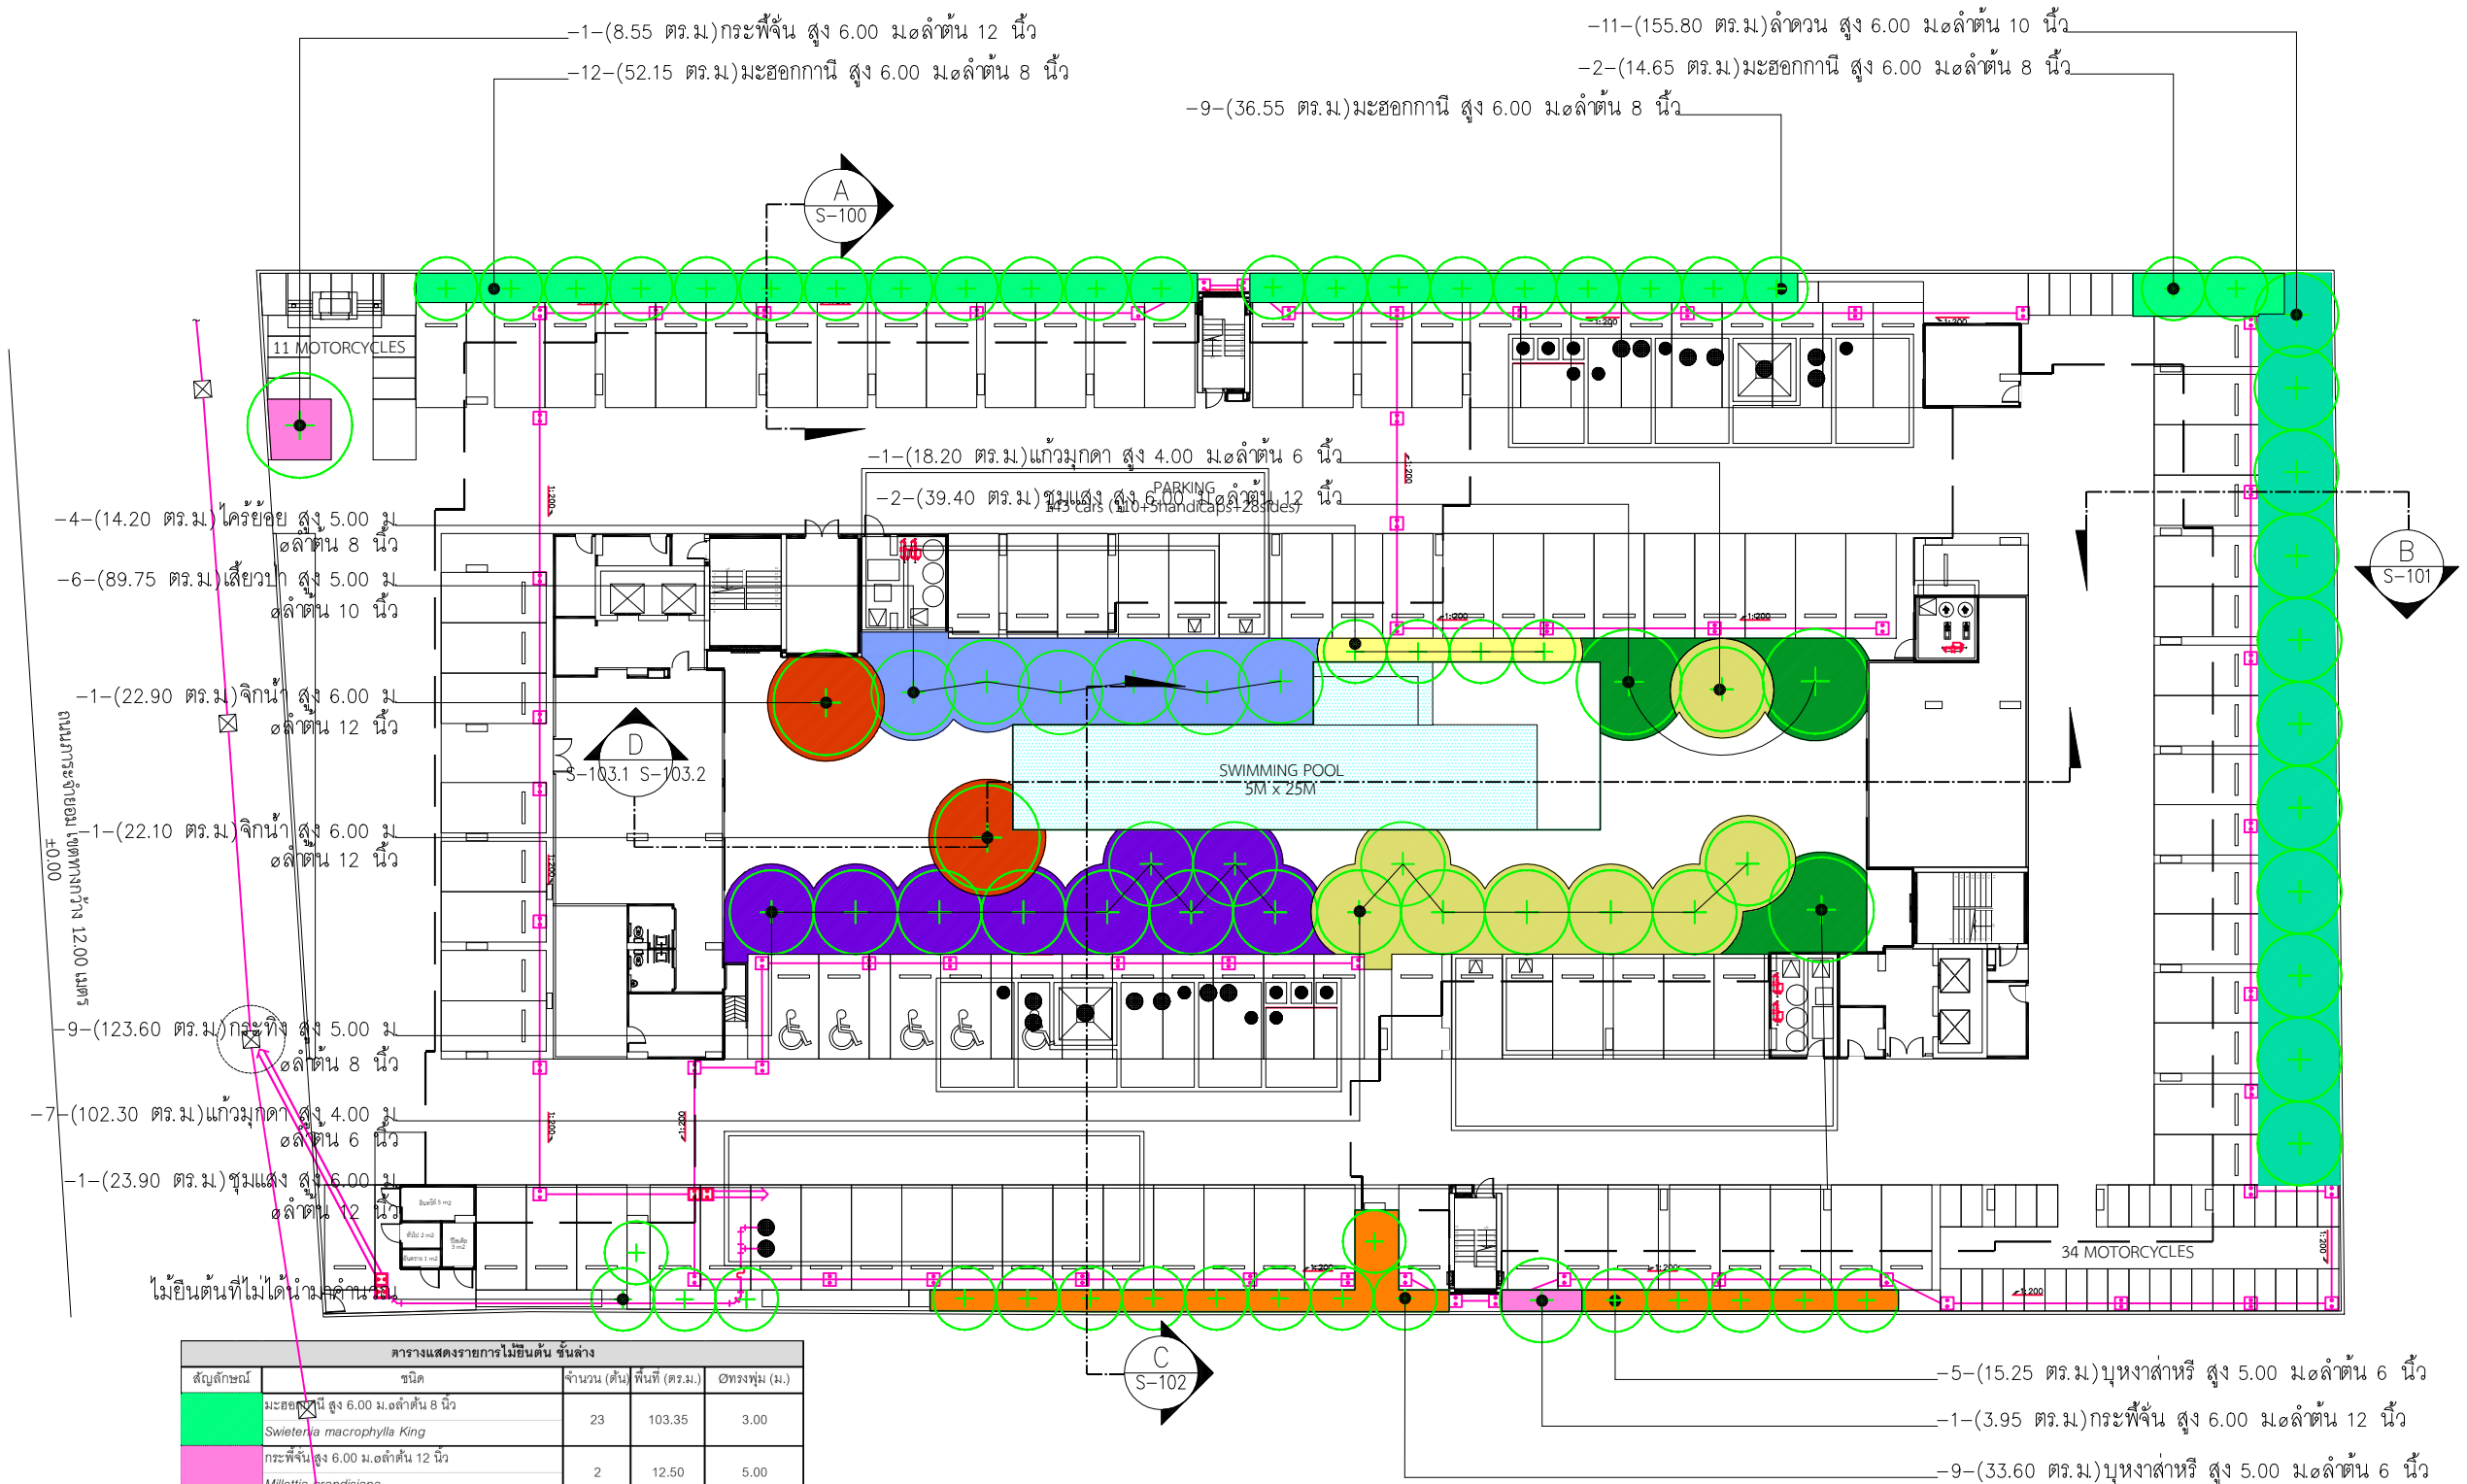 -1-(8.55 ตร.ม.)กระพี้จั่น สูง 6.00 ม.øลำต้น 12 นิ้ว
-12-(52.15 ตร.ม.)มะฮอกกานี สูง 6.00 ม.øลำต้น 8 นิ้ว
-11-(155.80 ตร.ม.)ลำดวน สูง 6.00 ม.øลำต้น 10 นิ้ว
-2-(14.65 ตร.ม.)มะฮอกกานี สูง 6.00 ม.øลำต้น 8 นิ้ว
-9-(36.55 ตร.ม.)มะฮอกกานี สูง 6.00 ม.øลำต้น 8 นิ้ว
A
S-100
11 MOTORCYCLES
-1-(18.20 ตร.ม.)แก้วมุกดา สูง 4.00 ม.øลำต้น 6 นิ้ว
-2-(39.40 ตร.ม.)ชุมแสง สูง 6.00 ม.øลำต้น 12 นิ้ว
PARKING
143 cars (110+5handicaps+28sides)
-4-(14.20 ตร.ม.)ไคร้ย้อย สูง 5.00 ม
øลำต้น 8 นิ้ว
-6-(89.75 ตร.ม.)เสี้ยวป่า สูง 5.00 ม
øลำต้น 10 นิ้ว
B
S-101
-1-(22.90 ตร.ม.)จิกน้ำ สูง 6.00 ม
øลำต้น 12 นิ้ว
D
S-103.1 S-103.2
SWIMMING POOL
5M x 25M
ถนนภาระจำยอม เขตทางกว้าง 12.00 เมตร
±0.00
-1-(22.10 ตร.ม.)จิกน้ำ สูง 6.00 ม
øลำต้น 12 นิ้ว
-9-(123.60 ตร.ม.)กระทิง สูง 5.00 ม
øลำต้น 8 นิ้ว
-7-(102.30 ตร.ม.)แก้วมุกดา สูง 4.00 ม
øลำต้น 6 นิ้ว
-1-(23.90 ตร.ม.)ชุมแสง สูง 6.00 ม
øลำต้น 12 นิ้ว
34 MOTORCYCLES
ไม้ยืนต้นที่ไม่ได้นำมาคำนวณ
C
S-102
ตารางแสดงรายการไม้ยืนต้น ชั้นล่าง
สัญลักษณ์ ชนิด จำนวน (ต้น) พื้นที่ (ตร.ม.) Øทรงพุ่ม (ม.)
มะฮอกกานี สูง 6.00 ม.øลำต้น 8 นิ้ว
Swietenia macrophylla King
23 103.35 3.00
กระพี้จั่น สูง 6.00 ม.øลำต้น 12 นิ้ว
2 12.50 5.00
-5-(15.25 ตร.ม.)บุหงาส่าหรี สูง 5.00 ม.øลำต้น 6 นิ้ว
-1-(3.95 ตร.ม.)กระพี้จั่น สูง 6.00 ม.øลำต้น 12 นิ้ว
-9-(33.60 ตร.ม.)บุหงาส่าหรี สูง 5.00 ม.øลำต้น 6 นิ้ว